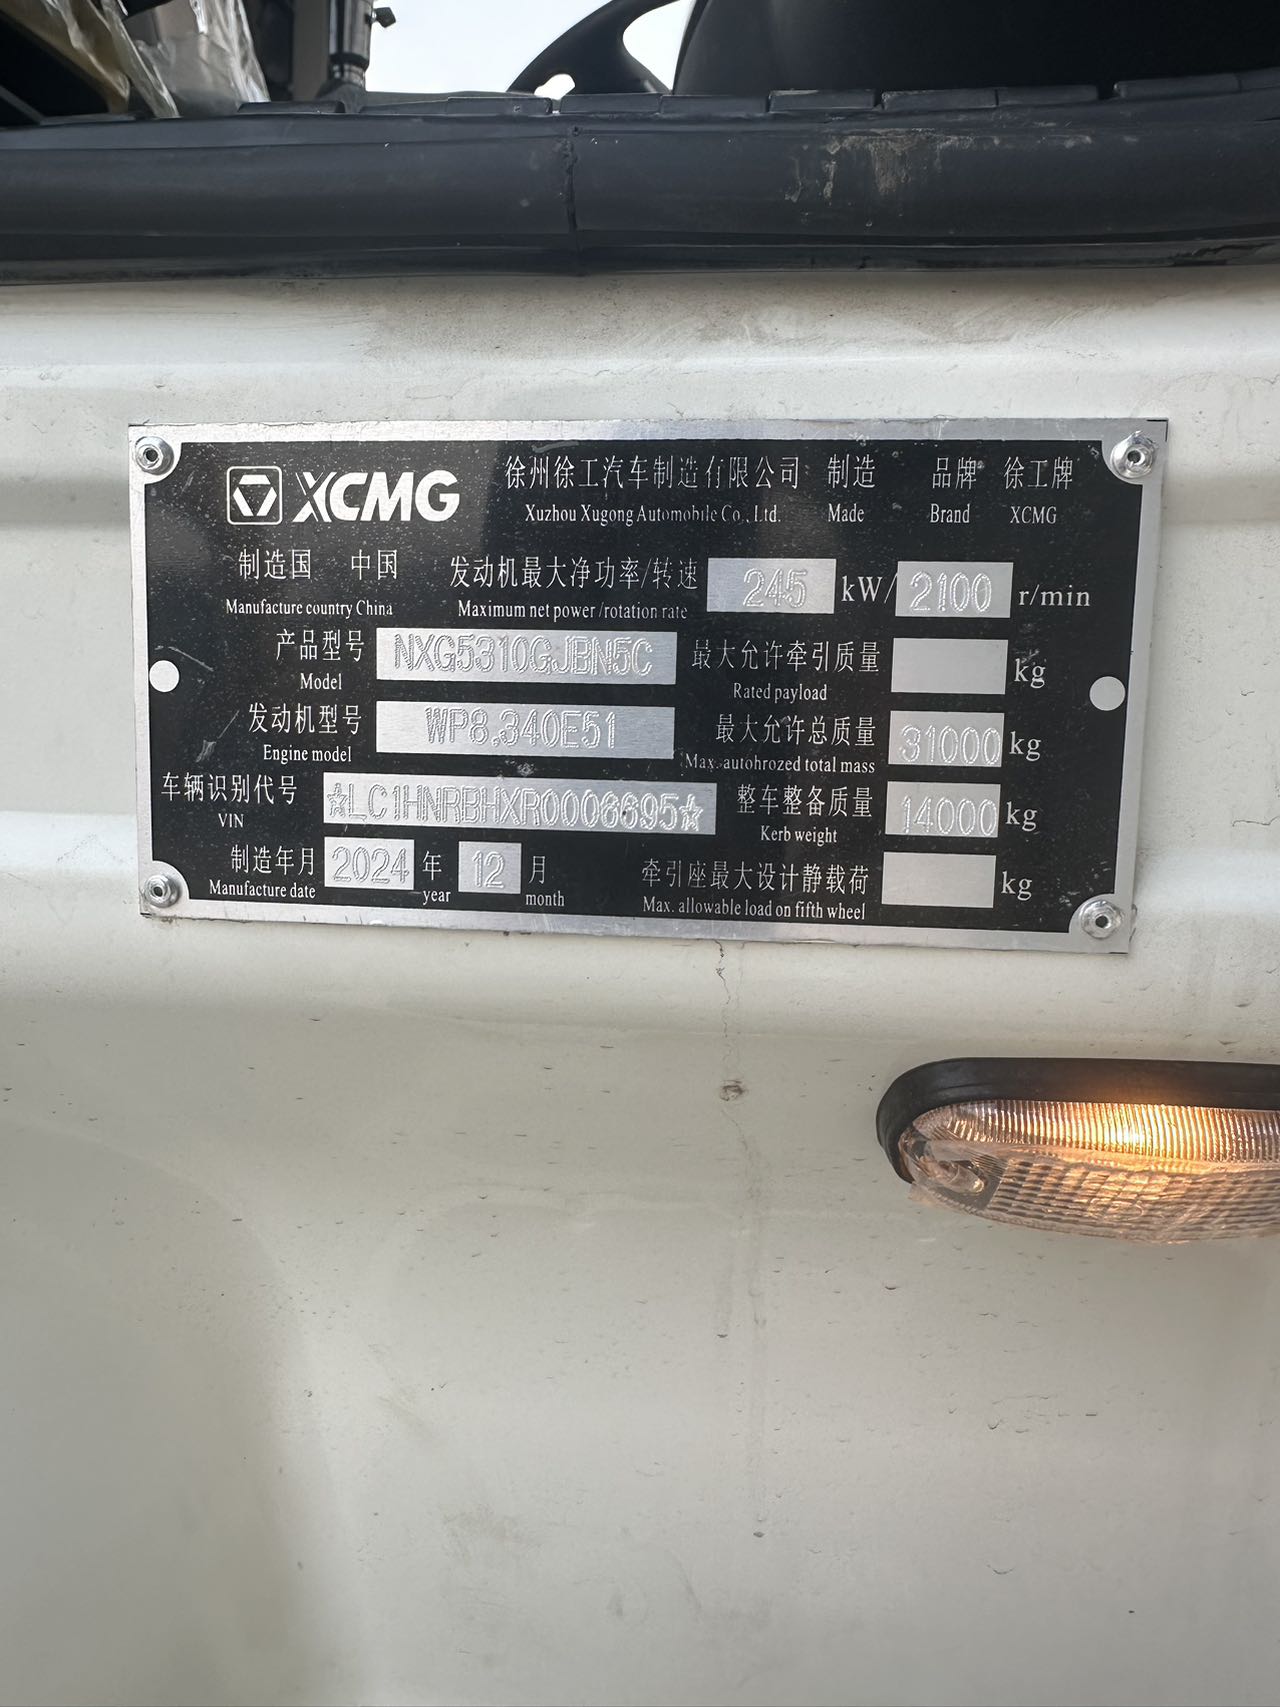 XCMG 徐州徐工汽车制造有限公司 制造 品牌 徐工牌
Xuzhou Xugong Automobile Co., Ltd. Made Brand XCMG
制造国 中国 发动机最大净功率/转速 245 kW/ 2100 r/min
Manufacture country China Maximum net power /rotation rate
产品型号 NXG5310GJBN5C 最大允许牵引质量 kg
Model Rated payload
发动机型号 WP8.340E51 最大允许总质量 31000 kg
Engine model Max. autohrozed total mass
车辆识别代号 ☆LC1HNRBHXR0006695☆ 整车整备质量 14000 kg
VIN Kerb weight
制造年月 2024 年 12 月 牵引座最大设计静载荷 kg
Manufacture date year month Max. allowable load on fifth wheel